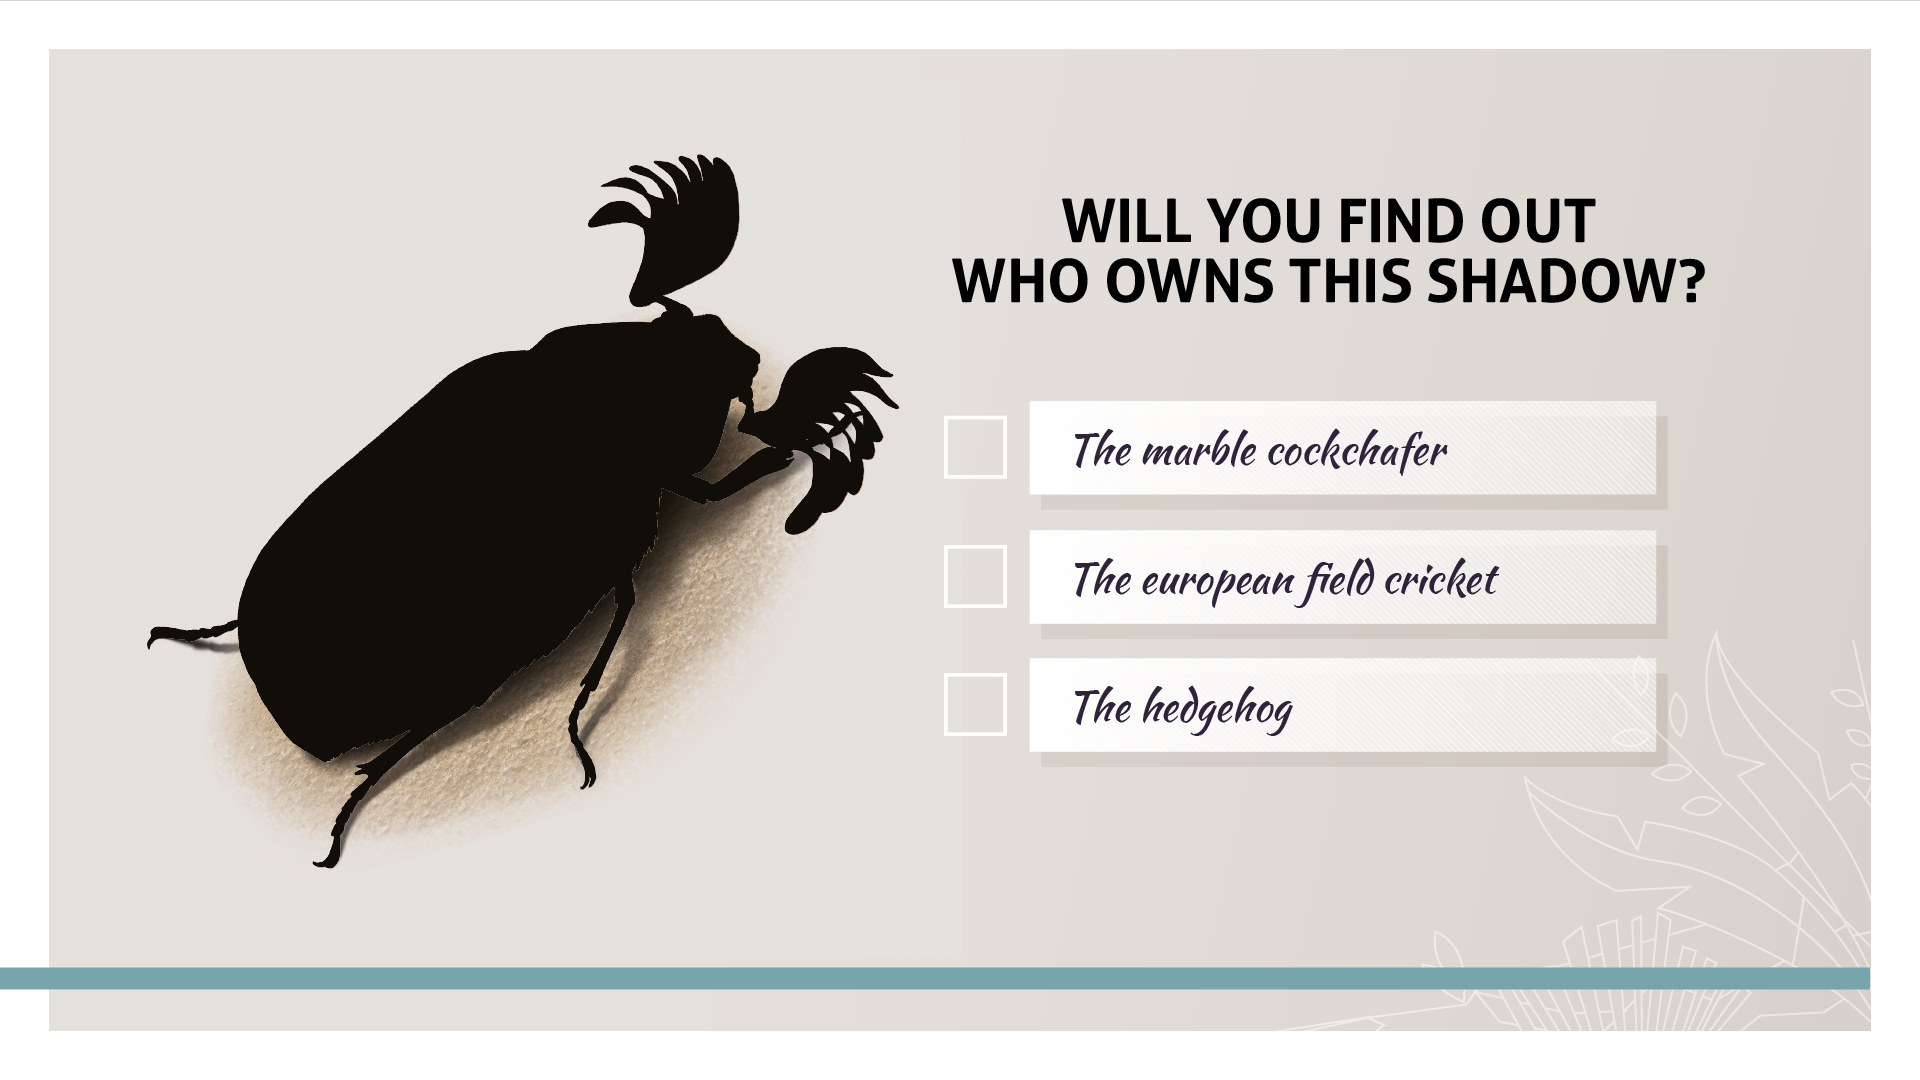 WILL YOU FIND OUT
WHO OWNS THIS SHADOW?
The marble cockchafer
The european field cricket
The hedgehog